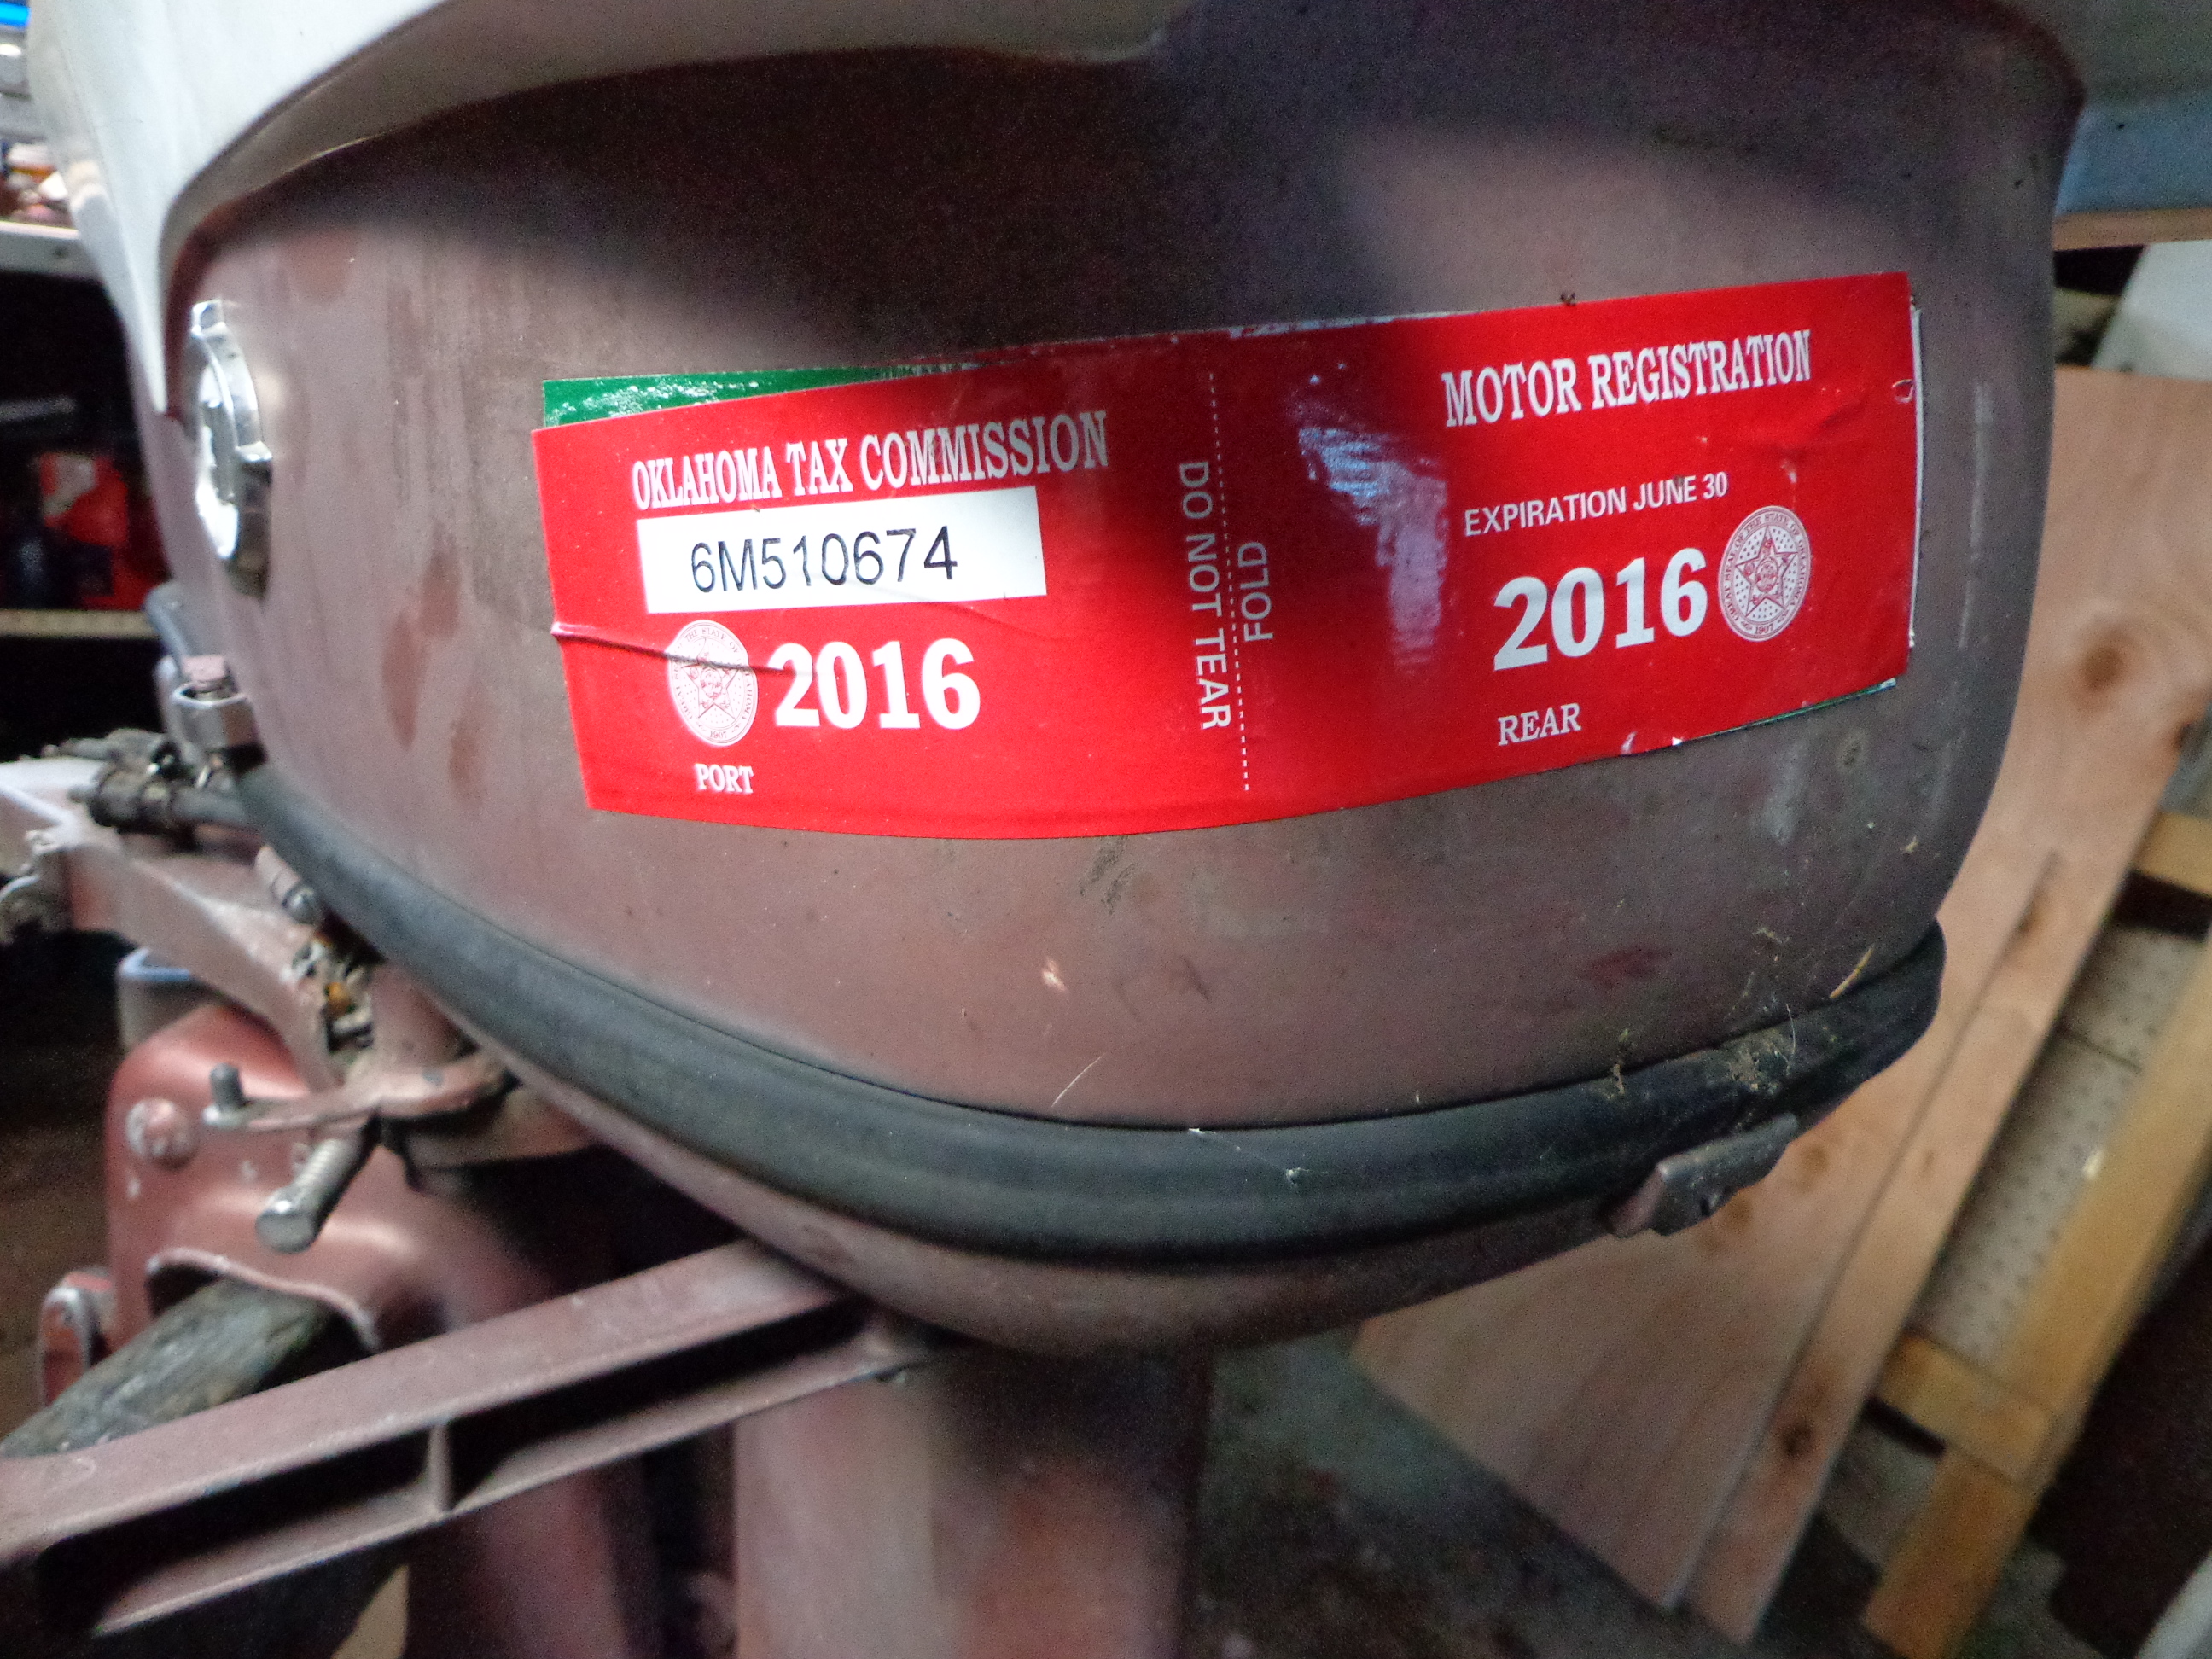 OKLAHOMA TAX COMMISSION
6M510674
2016
PORT
DO NOT TEAR
FOLD
MOTOR REGISTRATION
EXPIRATION JUNE 30
2016
REAR